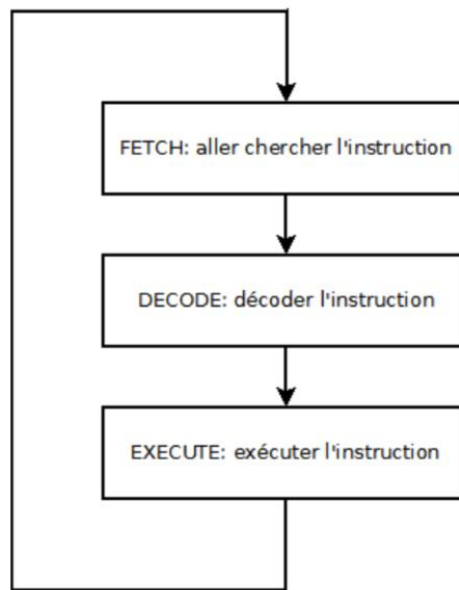 FETCH: aller chercher l'instruction
DECODE: décoder l'instruction
EXECUTE: exécuter l'instruction